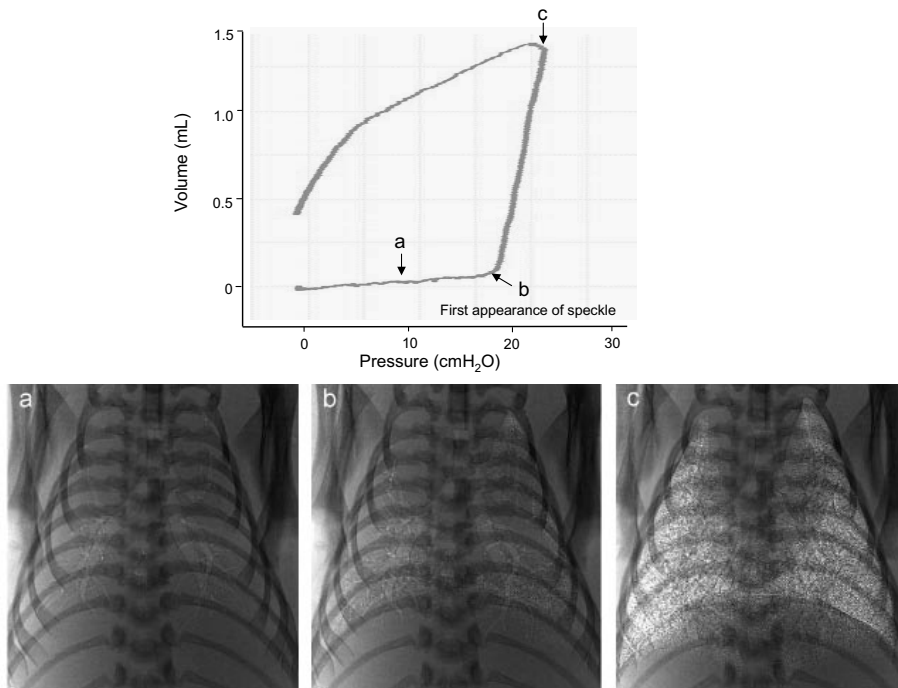 c
1.5
1.0
0.5
0
Volume (mL)
a
b
First appearance of speckle
0
10
20
30
Pressure (cmH₂O)
a
b
c